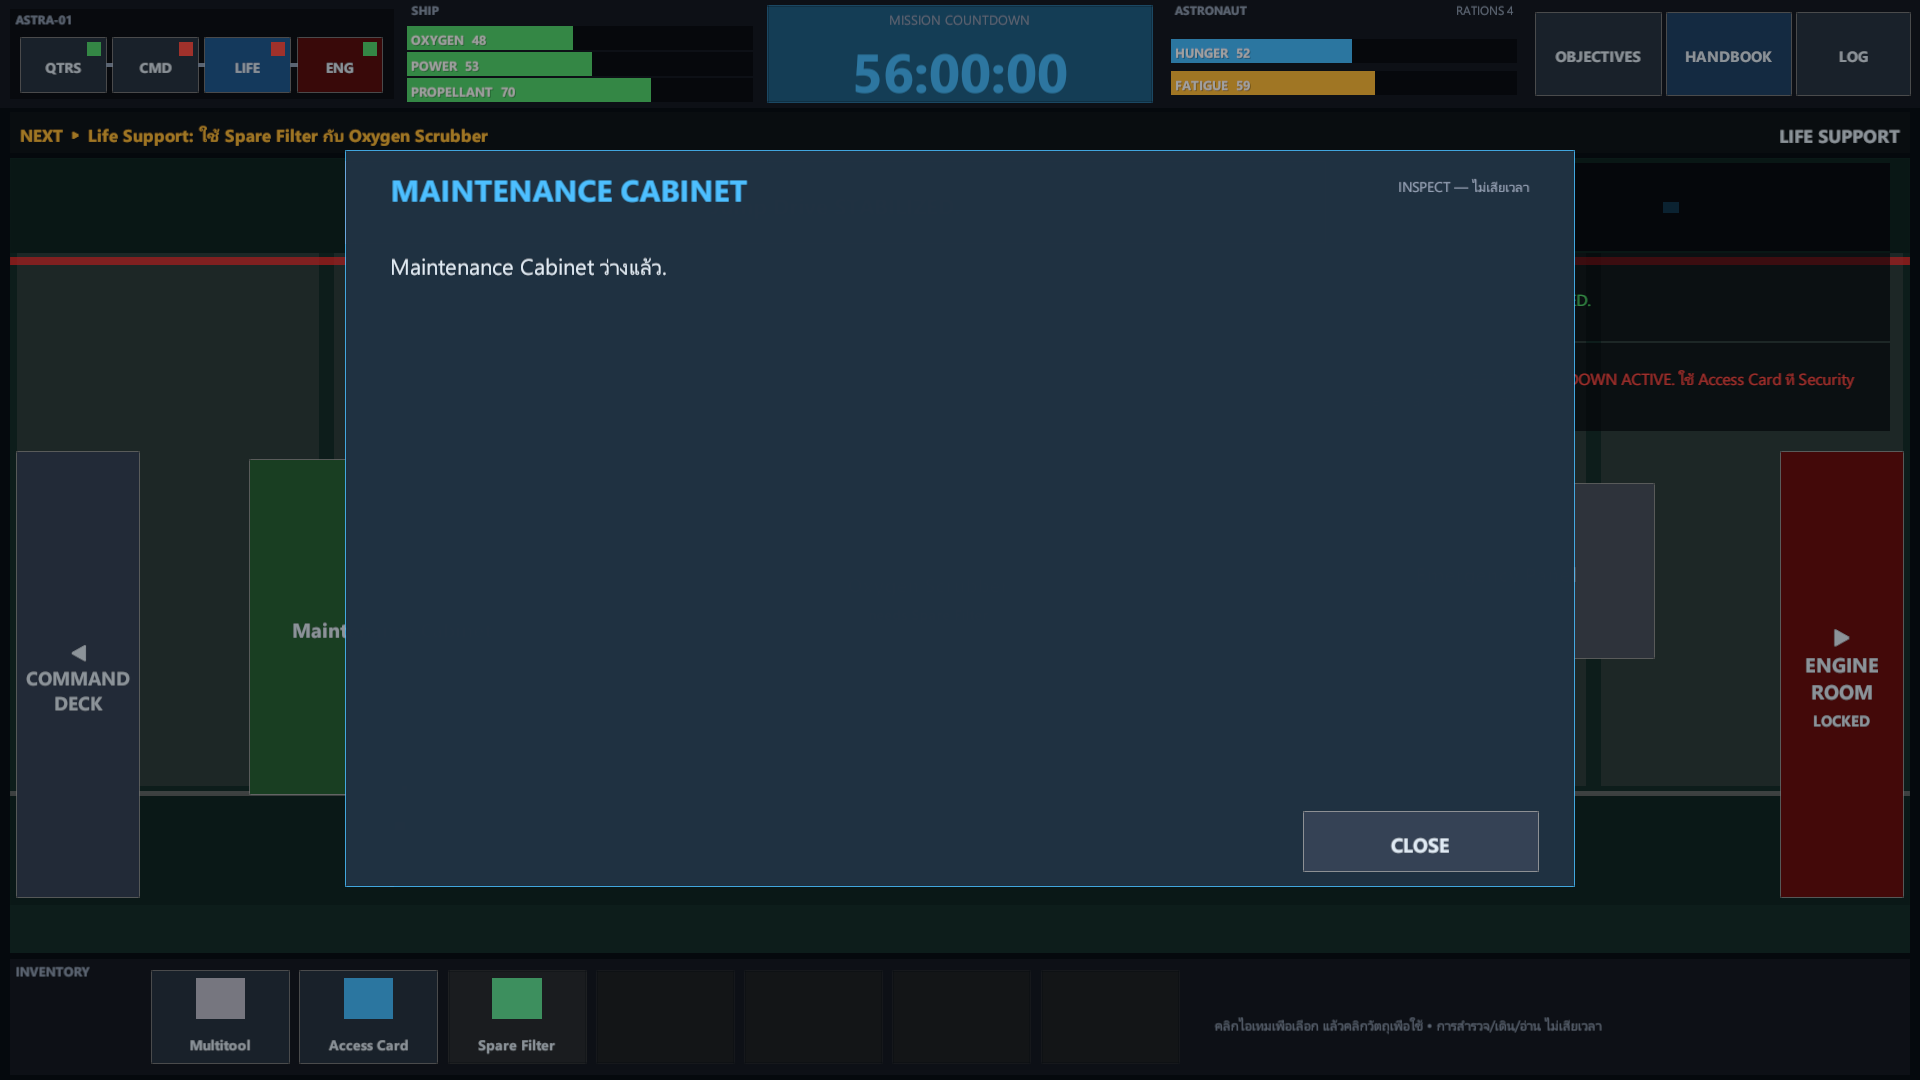 ASTRA-01
QTRS
CMD
LIFE
ENG
SHIP
OXYGEN 48
POWER 53
PROPELLANT 70
MISSION COUNTDOWN
56:00:00
ASTRONAUT
RATIONS 4
HUNGER 52
FATIGUE 59
OBJECTIVES
HANDBOOK
LOG
NEXT ▸ Life Support: ใช้ Spare Filter กับ Oxygen Scrubber
LIFE SUPPORT
MAINTENANCE CABINET
INSPECT — ไม่เสียเวลา
Maintenance Cabinet ว่างแล้ว.
ED.
DOWN ACTIVE. ใช้ Access Card ที่ Security
◀
COMMAND
DECK
Maint
▶
ENGINE
ROOM
LOCKED
CLOSE
INVENTORY
Multitool
Access Card
Spare Filter
คลิกไอเทมเพื่อเลือก แล้วคลิกวัตถุเพื่อใช้ • การสำรวจ/เดิน/อ่าน ไม่เสียเวลา